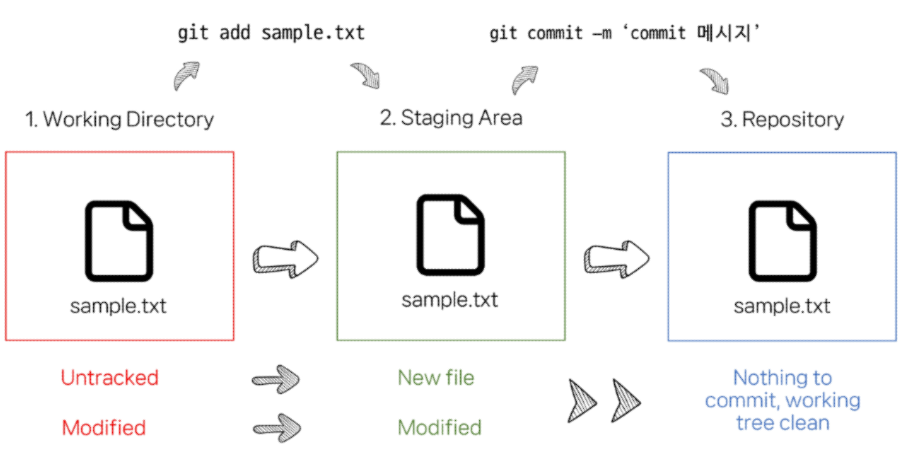 git add sample.txt
git commit –m ‘commit 메시지’
1. Working Directory
2. Staging Area
3. Repository
sample.txt
sample.txt
sample.txt
Untracked
New file
Nothing to
commit, working
tree clean
Modified
Modified